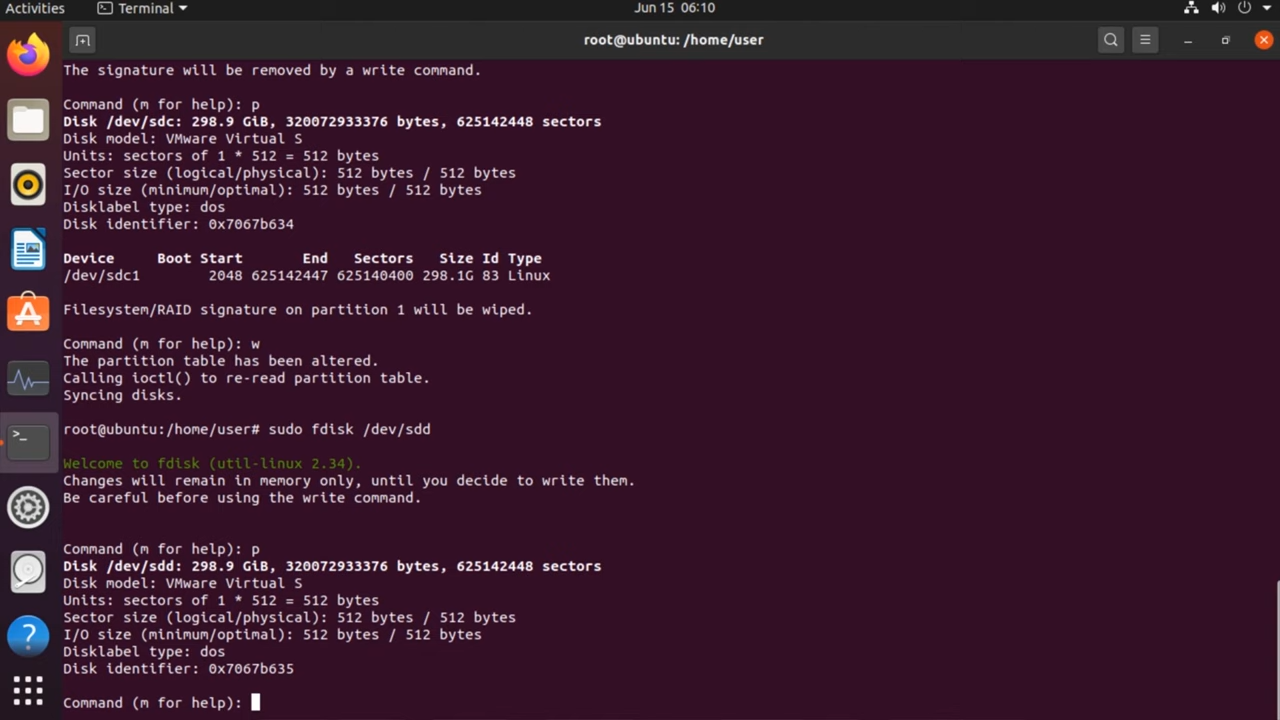 Activities
Terminal
Jun 15 06:10
root@ubuntu: /home/user
The signature will be removed by a write command.
Command (m for help): p
Disk /dev/sdc: 298.9 GiB, 320072933376 bytes, 625142448 sectors
Disk model: VMware Virtual S
Units: sectors of 1 * 512 = 512 bytes
Sector size (logical/physical): 512 bytes / 512 bytes
I/O size (minimum/optimal): 512 bytes / 512 bytes
Disklabel type: dos
Disk identifier: 0x7067b634
Device     Boot Start       End   Sectors   Size Id Type
/dev/sdc1        2048 625142447 625140400 298.1G 83 Linux
Filesystem/RAID signature on partition 1 will be wiped.
Command (m for help): w
The partition table has been altered.
Calling ioctl() to re-read partition table.
Syncing disks.
root@ubuntu:/home/user# sudo fdisk /dev/sdd
Welcome to fdisk (util-linux 2.34).
Changes will remain in memory only, until you decide to write them.
Be careful before using the write command.
Command (m for help): p
Disk /dev/sdd: 298.9 GiB, 320072933376 bytes, 625142448 sectors
Disk model: VMware Virtual S
Units: sectors of 1 * 512 = 512 bytes
Sector size (logical/physical): 512 bytes / 512 bytes
I/O size (minimum/optimal): 512 bytes / 512 bytes
Disklabel type: dos
Disk identifier: 0x7067b635
Command (m for help):